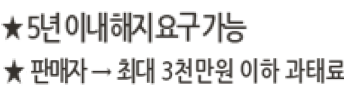 ★ 5년 이내 해지 요구 가능
★ 판매자 → 최대 3천만원 이하 과태료